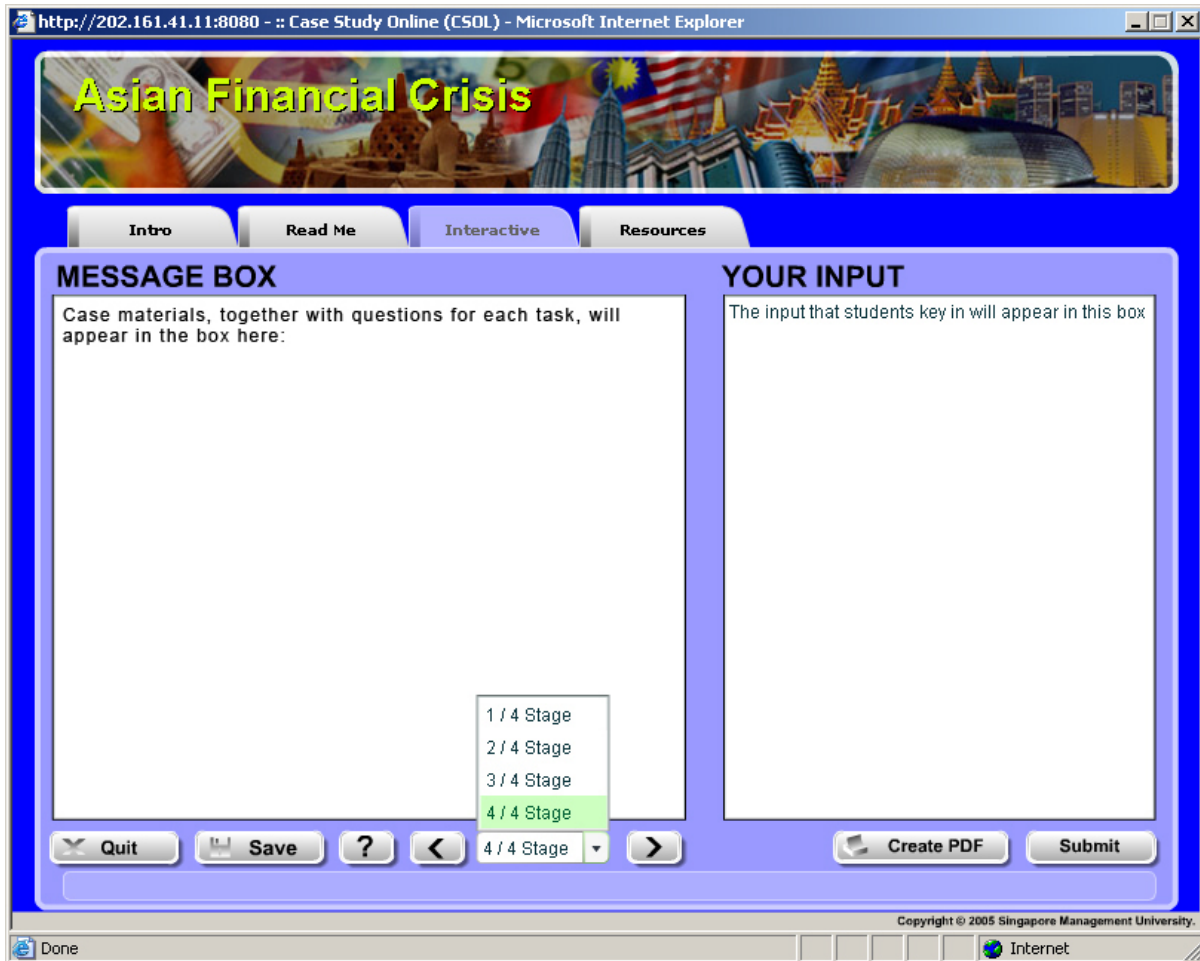 http://202.161.41.11:8080 - :: Case Study Online (CSOL) - Microsoft Internet Explorer
Asian Financial Crisis
Intro
Read Me
Interactive
Resources
MESSAGE BOX
YOUR INPUT
Case materials, together with questions for each task, will
appear in the box here:
The input that students key in will appear in this box
1 / 4 Stage
2 / 4 Stage
3 / 4 Stage
4 / 4 Stage
Quit
Save
?
4 / 4 Stage
Create PDF
Submit
Copyright © 2005 Singapore Management University.
Done
Internet